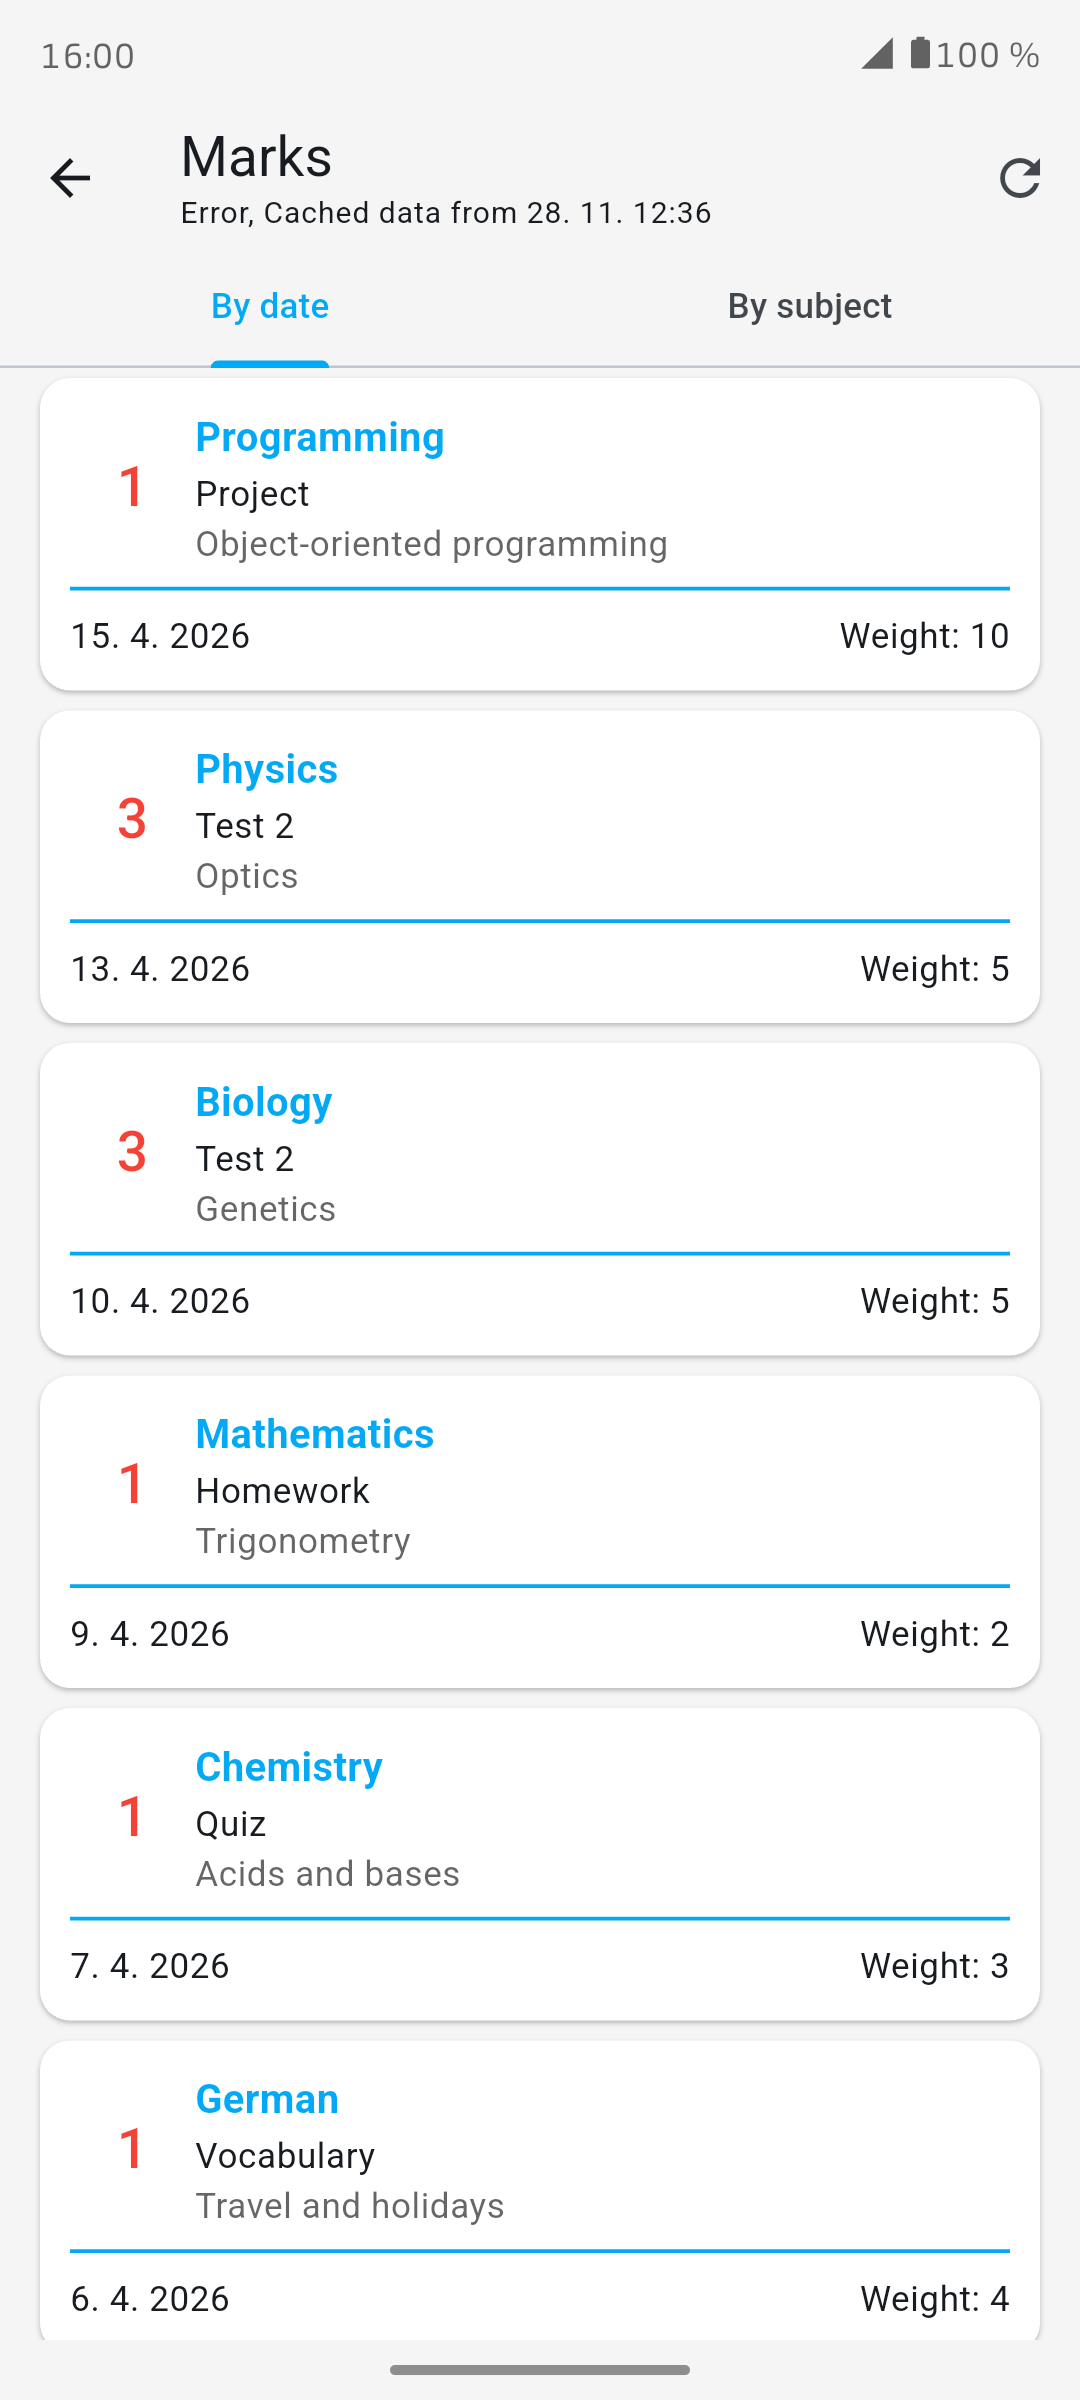 16:00
100 %
Marks
Error, Cached data from 28. 11. 12:36
By date
By subject
Programming
1
Project
Object-oriented programming
15. 4. 2026
Weight: 10
Physics
3
Test 2
Optics
13. 4. 2026
Weight: 5
Biology
3
Test 2
Genetics
10. 4. 2026
Weight: 5
Mathematics
1
Homework
Trigonometry
9. 4. 2026
Weight: 2
Chemistry
1
Quiz
Acids and bases
7. 4. 2026
Weight: 3
German
1
Vocabulary
Travel and holidays
6. 4. 2026
Weight: 4